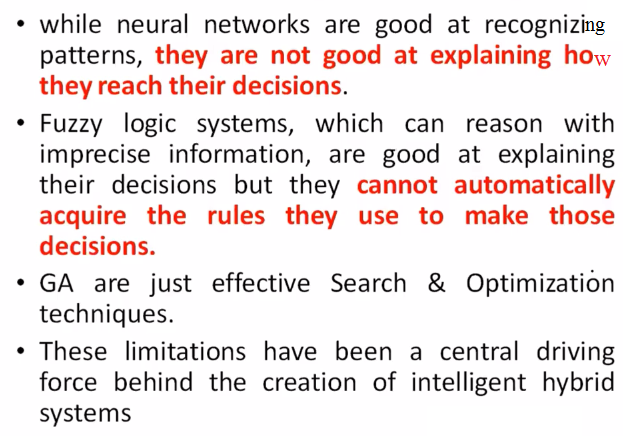 • while neural networks are good at recognizing
patterns, they are not good at explaining how
they reach their decisions.
• Fuzzy logic systems, which can reason with
imprecise information, are good at explaining
their decisions but they cannot automatically
acquire the rules they use to make those
decisions.
• GA are just effective Search & Optimization
techniques.
• These limitations have been a central driving
force behind the creation of intelligent hybrid
systems